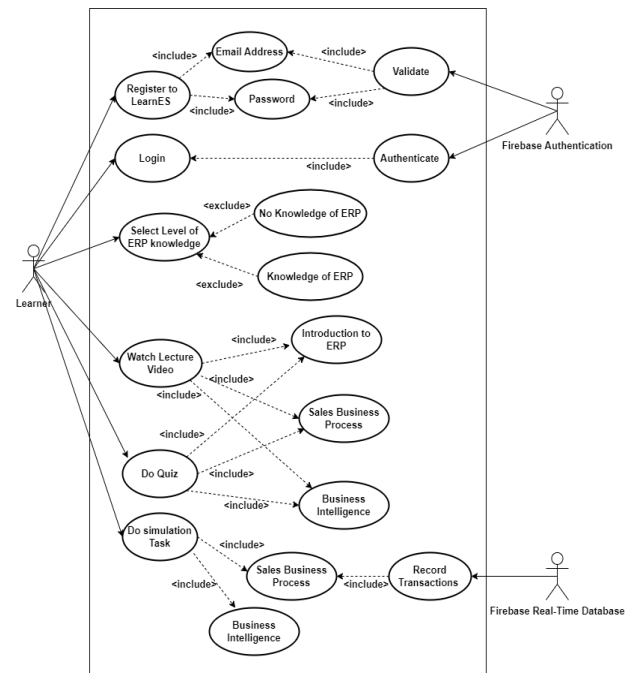 <include>
Email Address
<include>
Register to
LearnES
Validate
<include>
Password
<include>
Firebase Authentication
Login
<include>
Authenticate
<exclude>
No Knowledge of ERP
Select Level of
ERP knowledge
<exclude>
Knowledge of ERP
Learner
Watch Lecture
Video
<include>
Introduction to
ERP
<include>
<include>
Sales Business
Process
<include>
Do Quiz
<include>
<include>
Business
Intelligence
Do simulation
Task
<include>
Sales Business
Process
<include>
Record
Transactions
<include>
Firebase Real-Time Database
Business
Intelligence